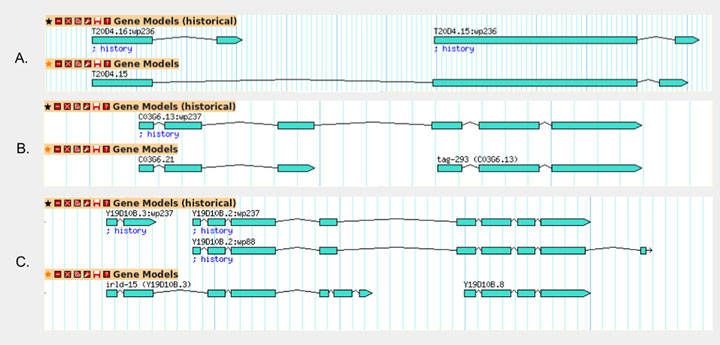 A.
Gene Models (historical)
T20D4.16:wp236 T20D4.15:wp236
; history ; history
Gene Models
T20D4.15
B.
Gene Models (historical)
C03G6.13:wp237
; history
Gene Models
C03G6.21 tag-293 (C03G6.13)
C.
Gene Models (historical)
Y19D10B.3:wp237 Y19D10B.2:wp237
; history ; history
Y19D10B.2:wp88
; history
Gene Models
irld-15 (Y19D10B.3) Y19D10B.8